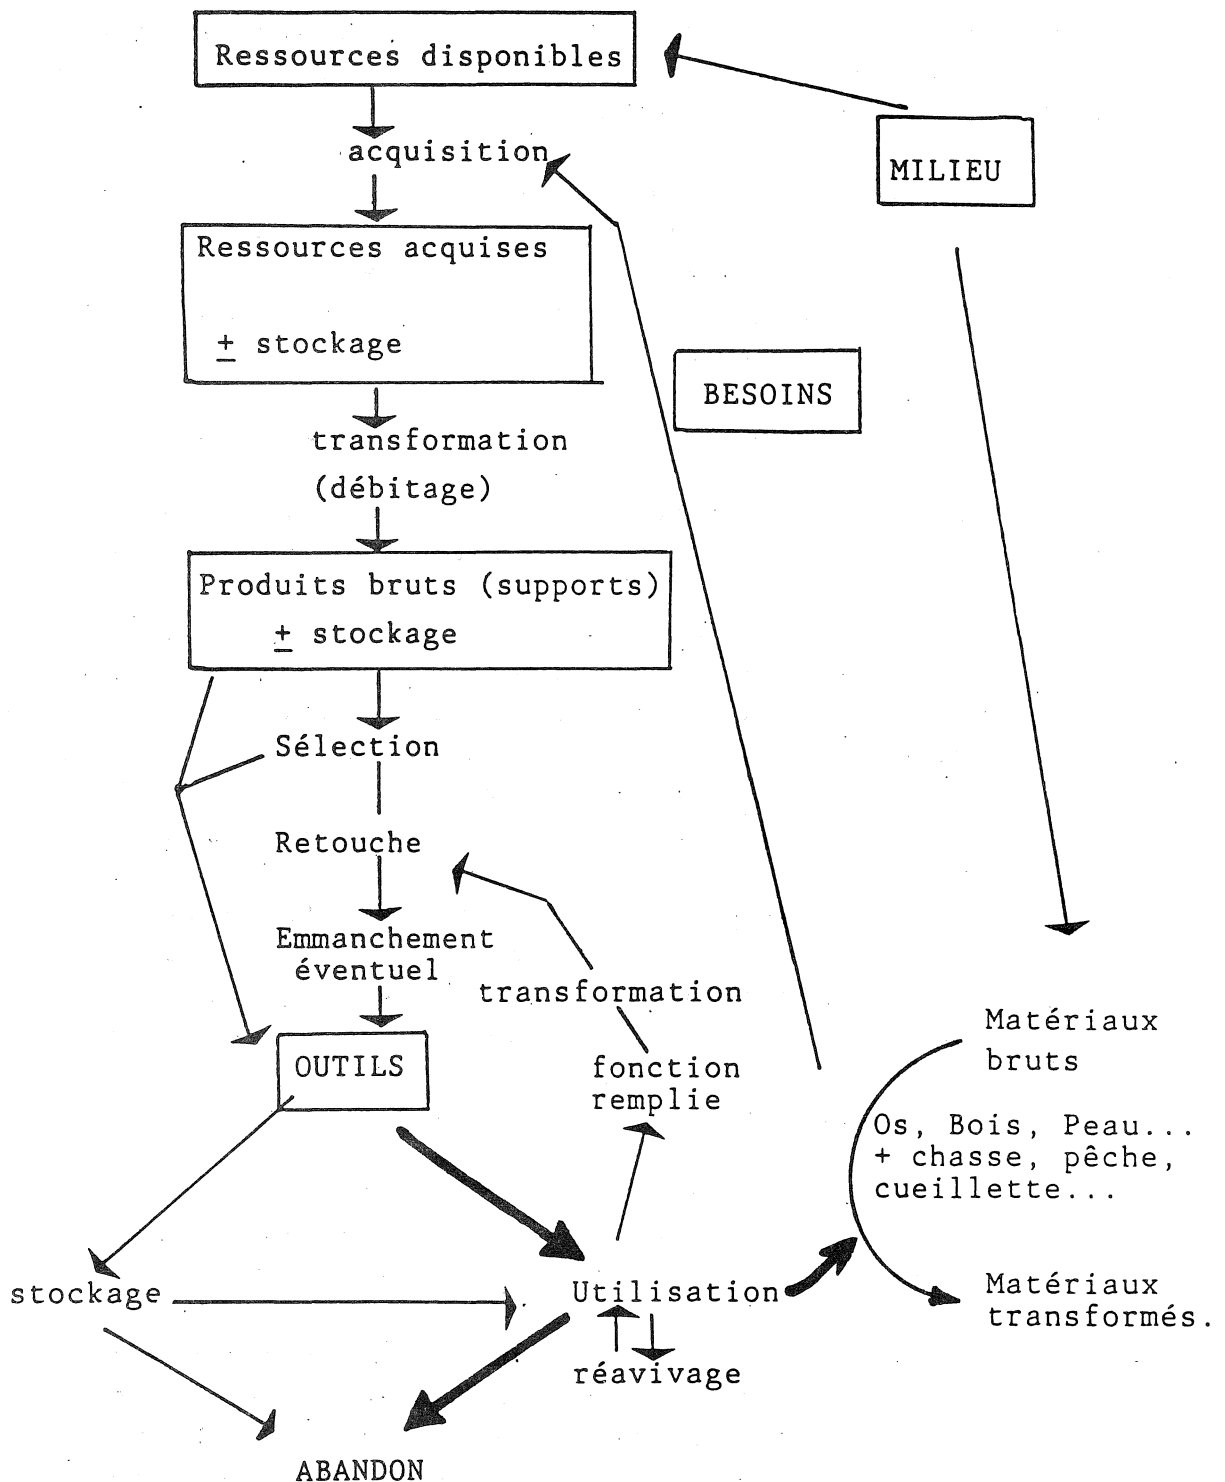 Ressources disponibles
MILIEU
acquisition
Ressources acquises
± stockage
BESOINS
transformation
(débitage)
Produits bruts (supports)
± stockage
Sélection
Retouche
Emmanchement
éventuel
transformation
OUTILS
fonction
remplie
Matériaux
bruts
Os, Bois, Peau...
+ chasse, pêche,
cueillette...
stockage
Utilisation
Matériaux
transformés.
réavivage
ABANDON